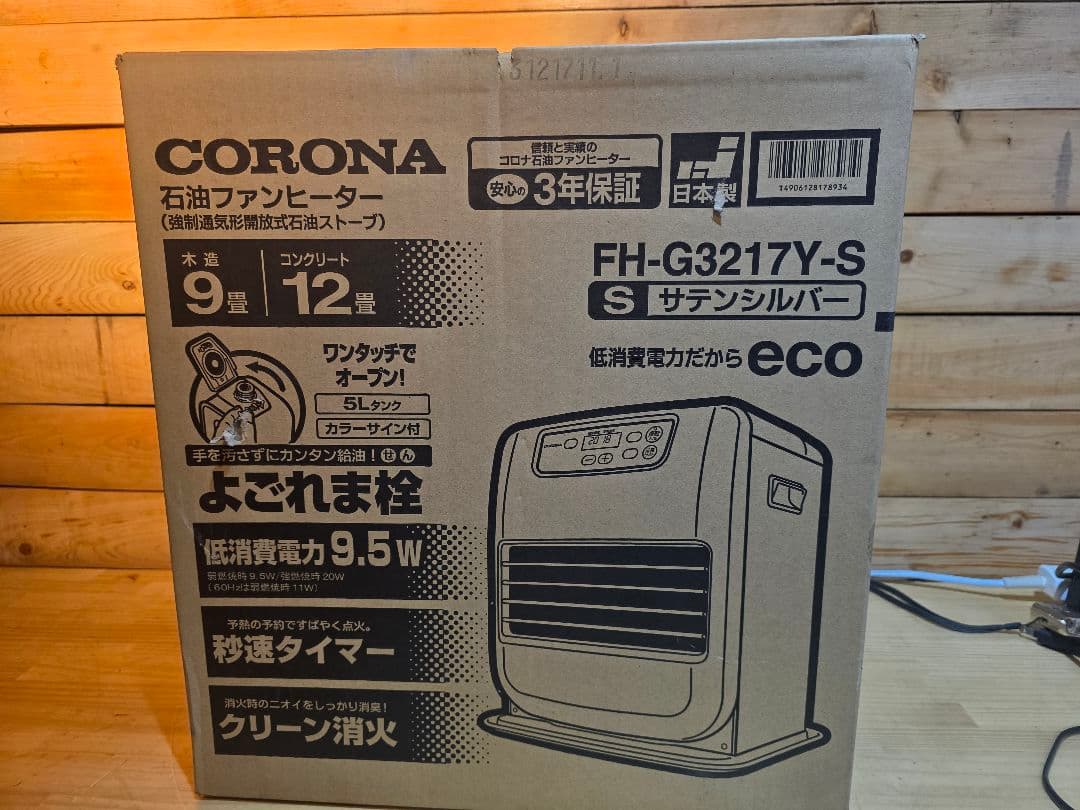 CORONA
石油ファンヒーター
(強制通気形開放式石油ストーブ)
信頼と実績の
コロナ石油ファンヒーター
安心の 3年保証
日本製
14906128178934
木造 9畳
コンクリート 12畳
FH-G3217Y-S
S サテンシルバー
低消費電力だから eco
ワンタッチで
オープン!
5Lタンク
カラーサイン付
手を汚さずにカンタン給油! せん
よごれま栓
低消費電力 9.5W
弱燃焼時9.5W/強燃焼時20W
(60Hzは弱燃焼時11W)
予熱の予約ですばやく点火。
秒速タイマー
消火時のニオイをしっかり消臭!
クリーン消火